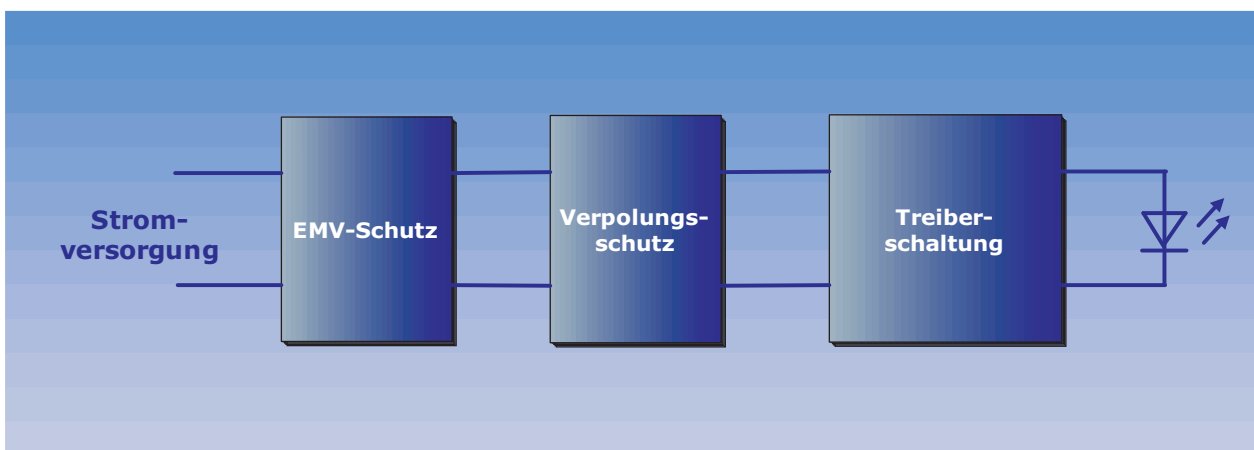 Strom-
versorgung
EMV-Schutz
Verpolungs-
schutz
Treiber-
schaltung